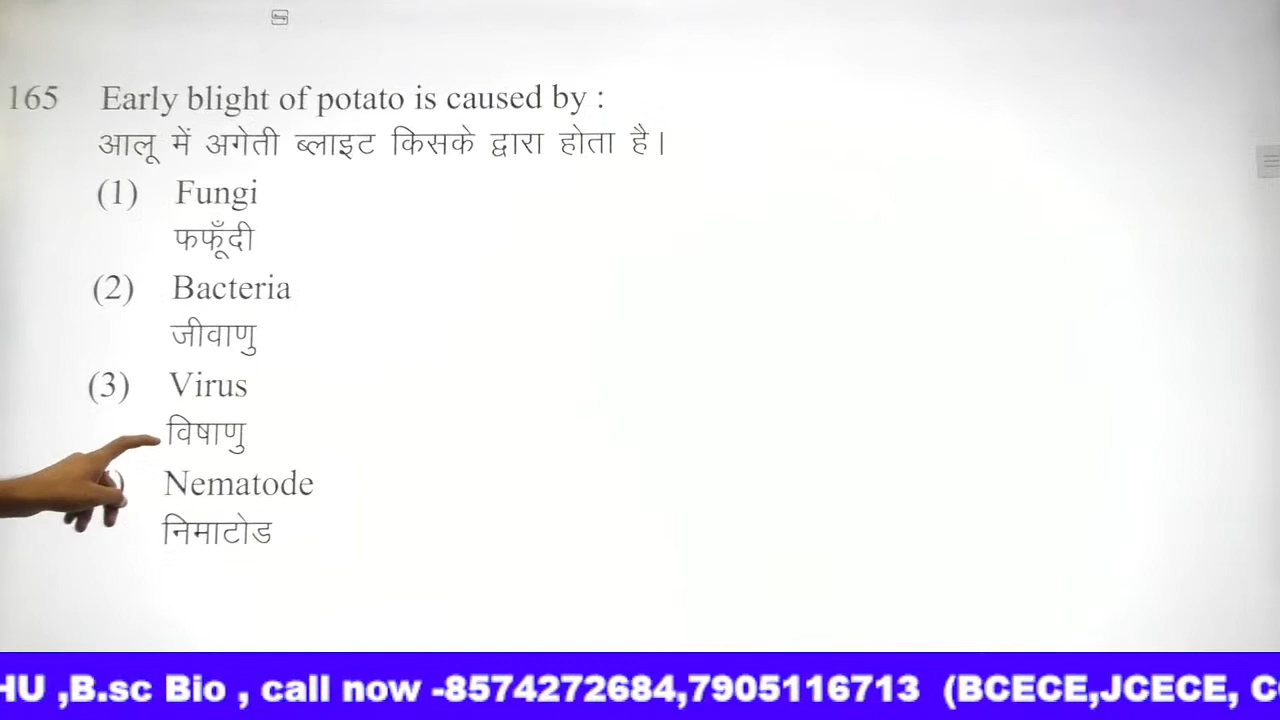 165 Early blight of potato is caused by :
आलू में अगेती ब्लाइट किसके द्वारा होता है।
(1) Fungi
फफूँदी
(2) Bacteria
जीवाणु
(3) Virus
विषाणु
) Nematode
निमाटोड
HU ,B.sc Bio , call now -8574272684,7905116713 (BCECE,JCECE, C